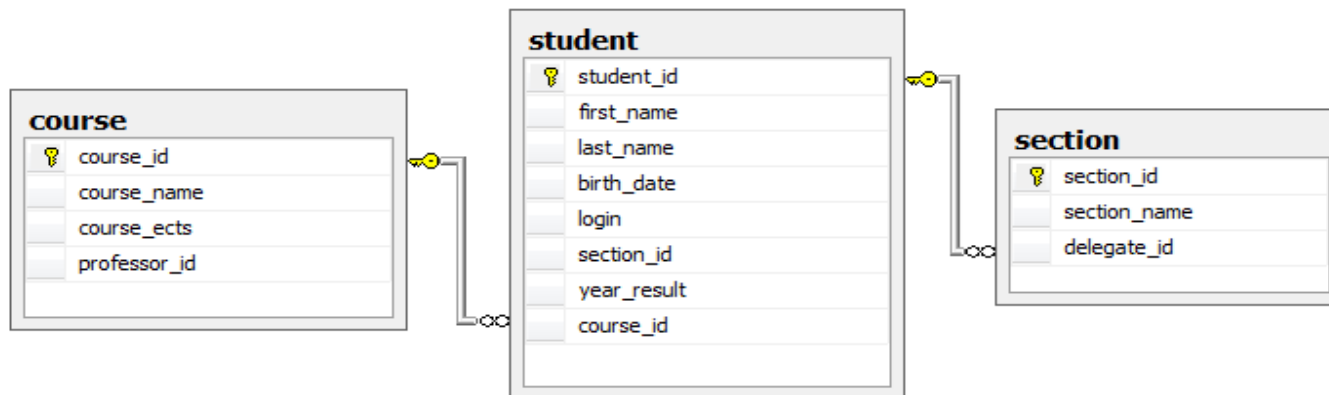 course
course_id
course_name
course_ects
professor_id
student
student_id
first_name
last_name
birth_date
login
section_id
year_result
course_id
section
section_id
section_name
delegate_id